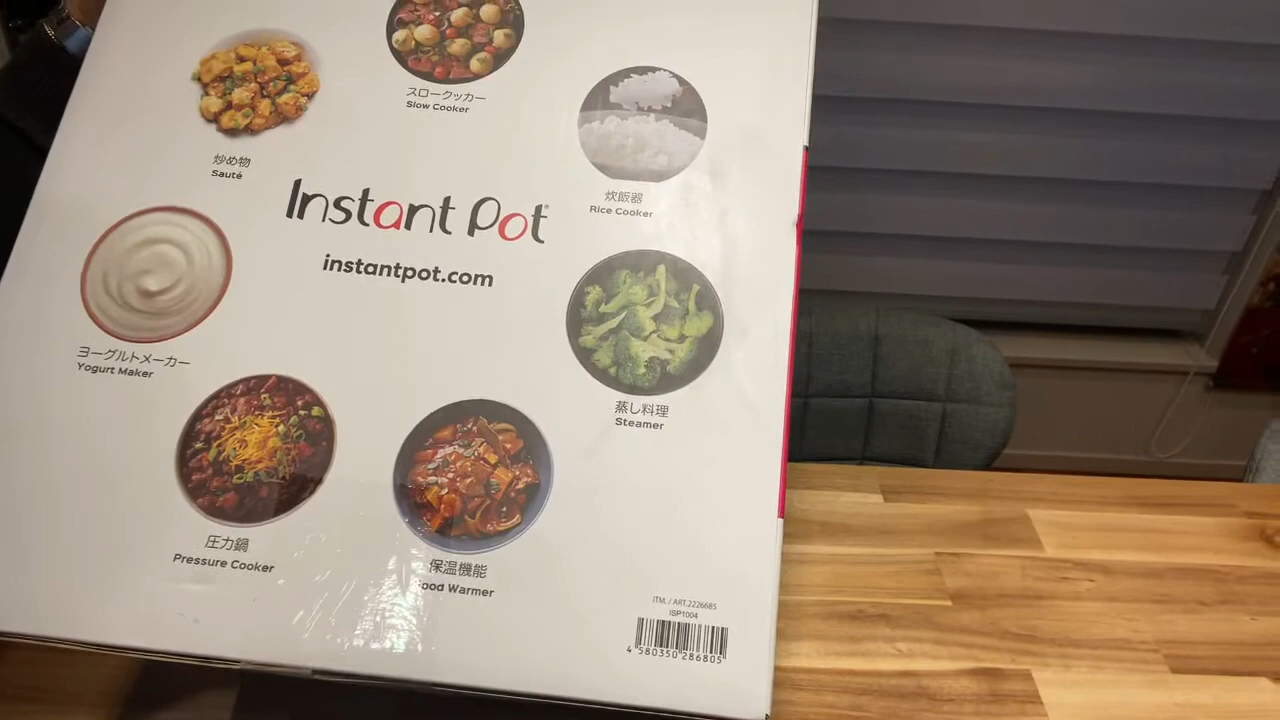 スロークッカー
Slow Cooker
炒め物
Sauté
炊飯器
Rice Cooker
Instant Pot®
instantpot.com
ヨーグルトメーカー
Yogurt Maker
蒸し料理
Steamer
圧力鍋
Pressure Cooker
保温機能
Food Warmer
ITM. / ART.2226685
ISP1004
4 580350 286805